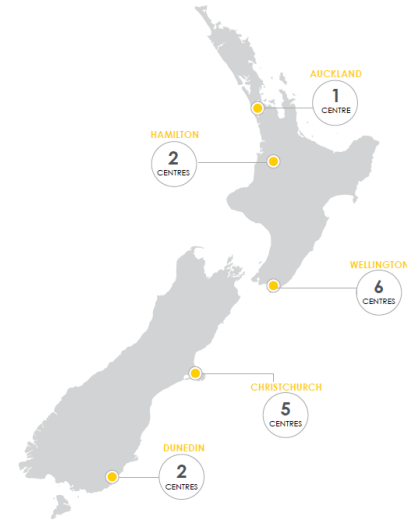 AUCKLAND
1
CENTRE
HAMILTON
2
CENTRES
WELLINGTON
6
CENTRES
CHRISTCHURCH
5
CENTRES
DUNEDIN
2
CENTRES